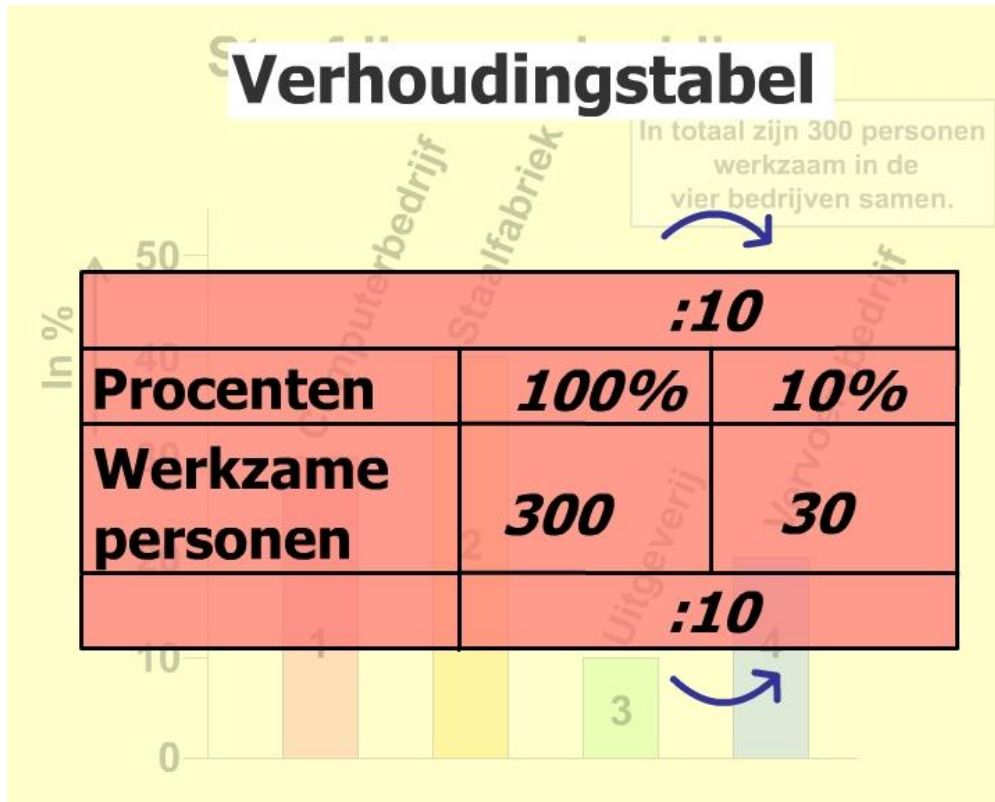 Verhoudingstabel
In totaal zijn 300 personen
werkzaam in de
vier bedrijven samen.
Computerbedrijf
Staalfabriek
Uitgeverij
Vervoersbedrijf
In %
50
40
10
0
1
2
3
4
:10
Procenten 100% 10%
Werkzame
personen 300 30
:10